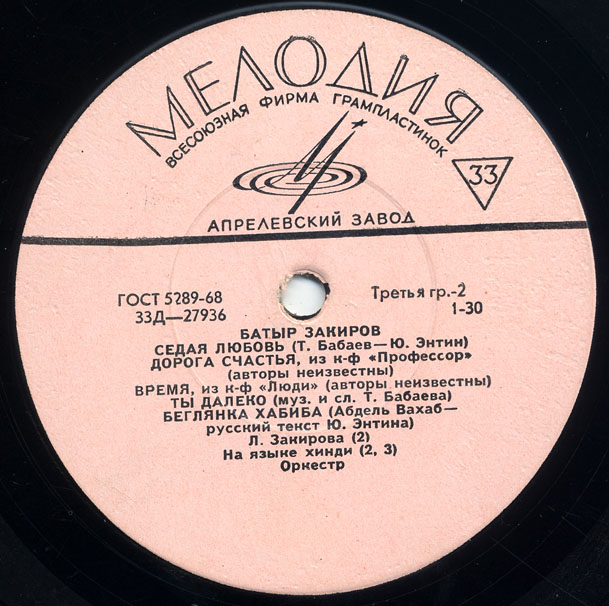 МЕЛОДИЯ
ВСЕСОЮЗНАЯ ФИРМА ГРАМПЛАСТИНОК
33
АПРЕЛЕВСКИЙ ЗАВОД
ГОСТ 5289-68
33Д—27936
Третья гр.-2
1-30
БАТЫР ЗАКИРОВ
СЕДАЯ ЛЮБОВЬ (Т. Бабаев—Ю. Энтин)
ДОРОГА СЧАСТЬЯ, из к-ф «Профессор»
(авторы неизвестны)
ВРЕМЯ, из к-ф «Люди» (авторы неизвестны)
ТЫ ДАЛЕКО (муз. и сл. Т. Бабаева)
БЕГЛЯНКА ХАБИБА (Абдель Вахаб—
русский текст Ю. Энтина)
Л. Закирова (2)
На языке хинди (2, 3)
Оркестр